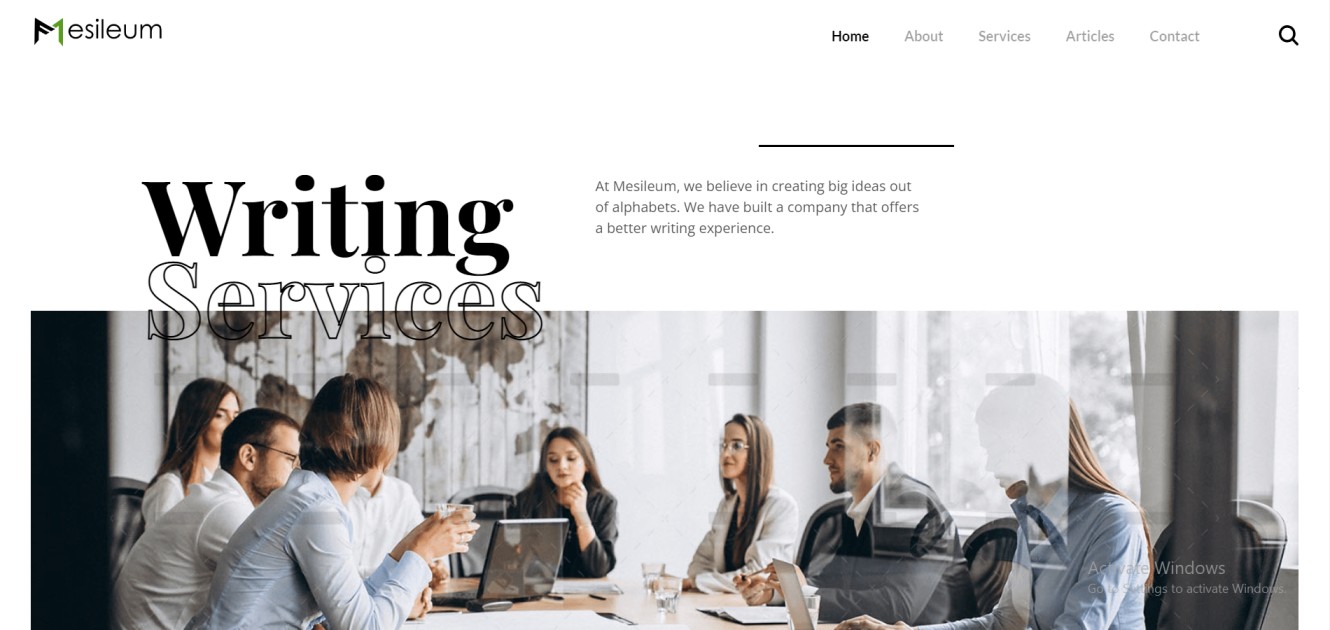 Mesileum
Home About Services Articles Contact
Writing
Services
At Mesileum, we believe in creating big ideas out
of alphabets. We have built a company that offers
a better writing experience.
Activate Windows
Go to Settings to activate Windows.